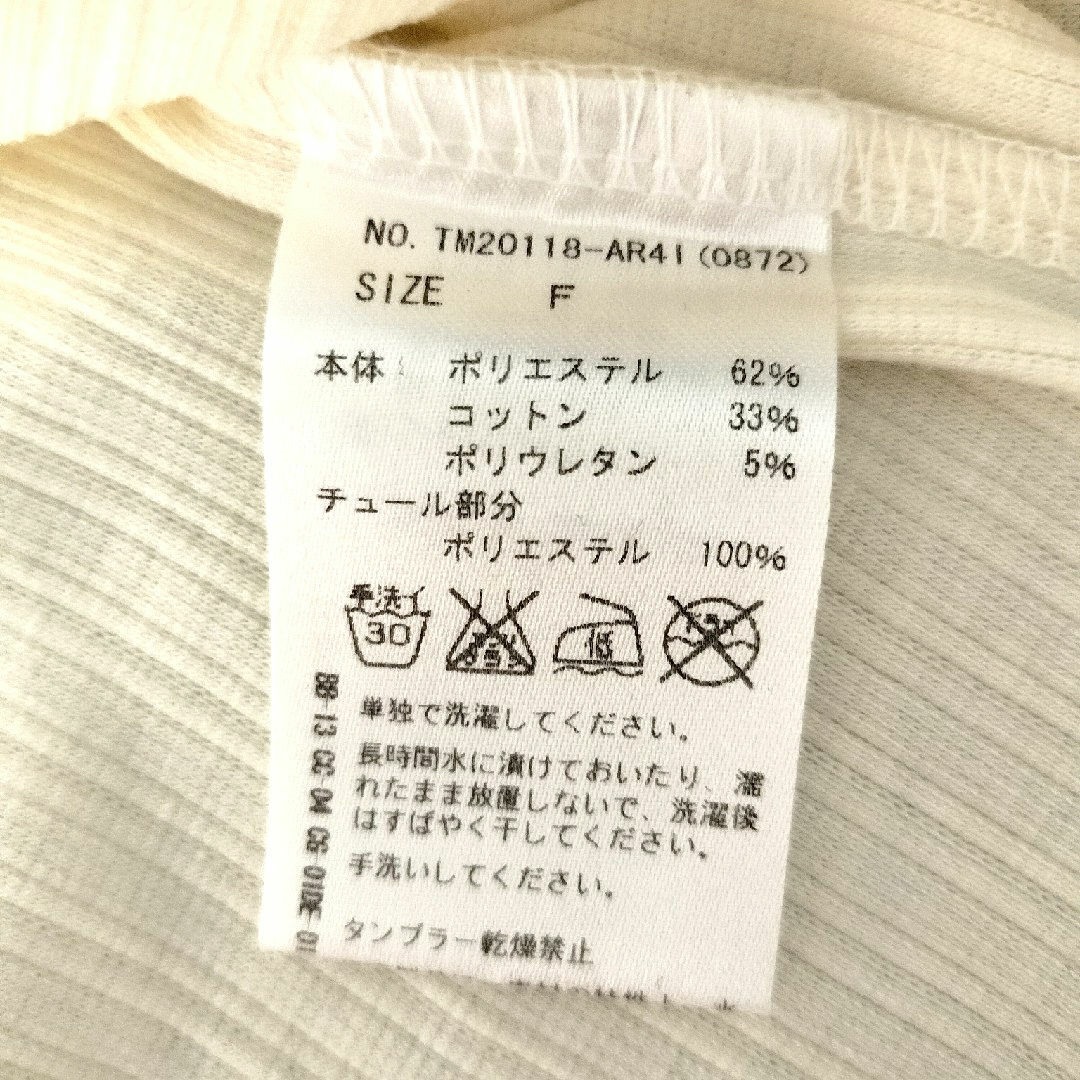 NO. TM20118-AR41 (0872)
SIZE F
本体: ポリエステル 62%
コットン 33%
ポリウレタン 5%
チュール部分
ポリエステル 100%
手洗イ
30
低
単独で洗濯してください。
長時間水に漬けておいたり、濡
れたまま放置しないで、洗濯後
はすばやく干してください。
手洗いしてください。
タンブラー乾燥禁止